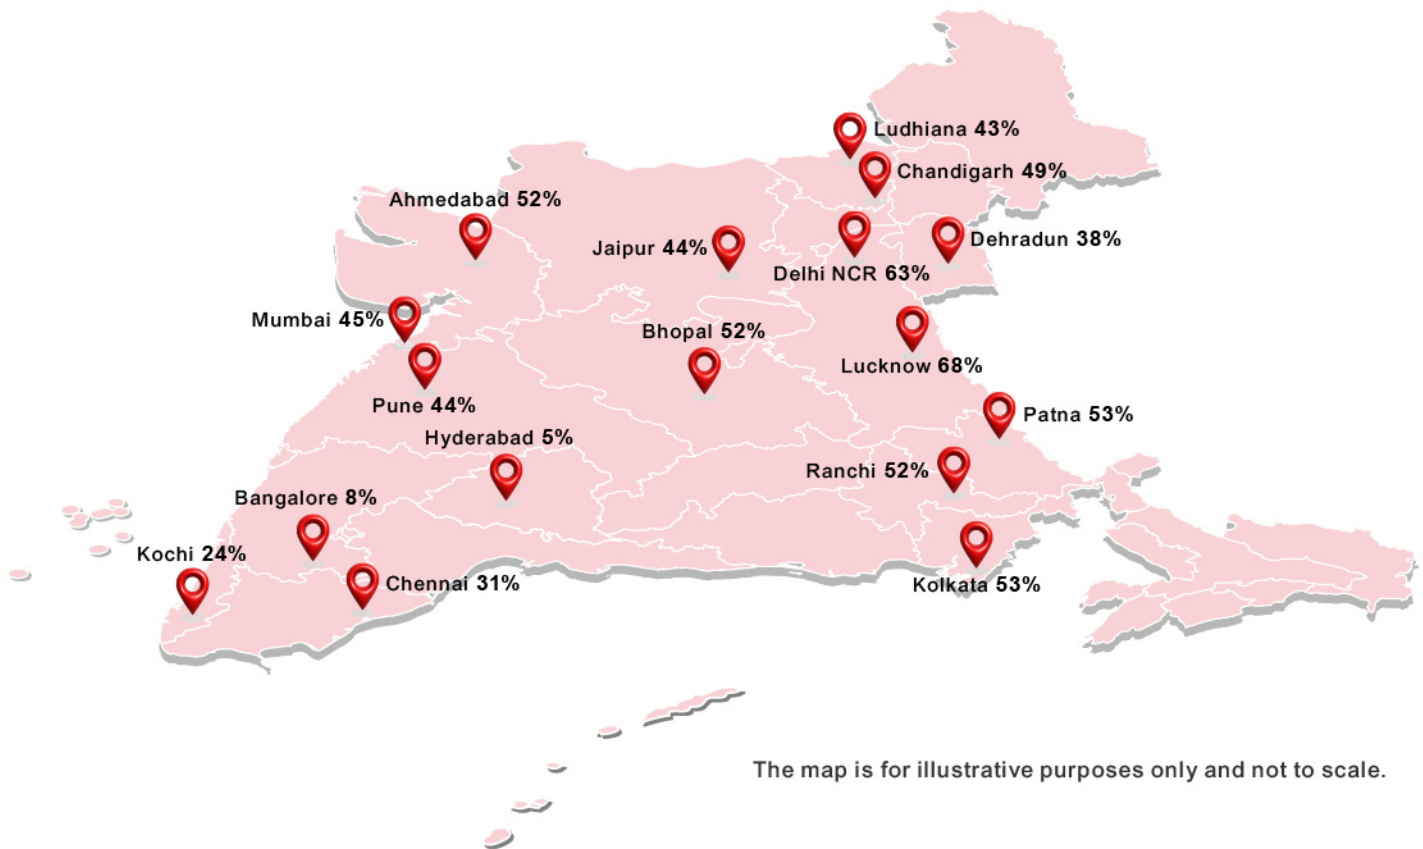 Ludhiana 43%
Chandigarh 49%
Ahmedabad 52%
Jaipur 44%
Dehradun 38%
Delhi NCR 63%
Mumbai 45%
Bhopal 52%
Lucknow 68%
Pune 44%
Patna 53%
Hyderabad 5%
Ranchi 52%
Bangalore 8%
Kochi 24%
Chennai 31%
Kolkata 53%
The map is for illustrative purposes only and not to scale.